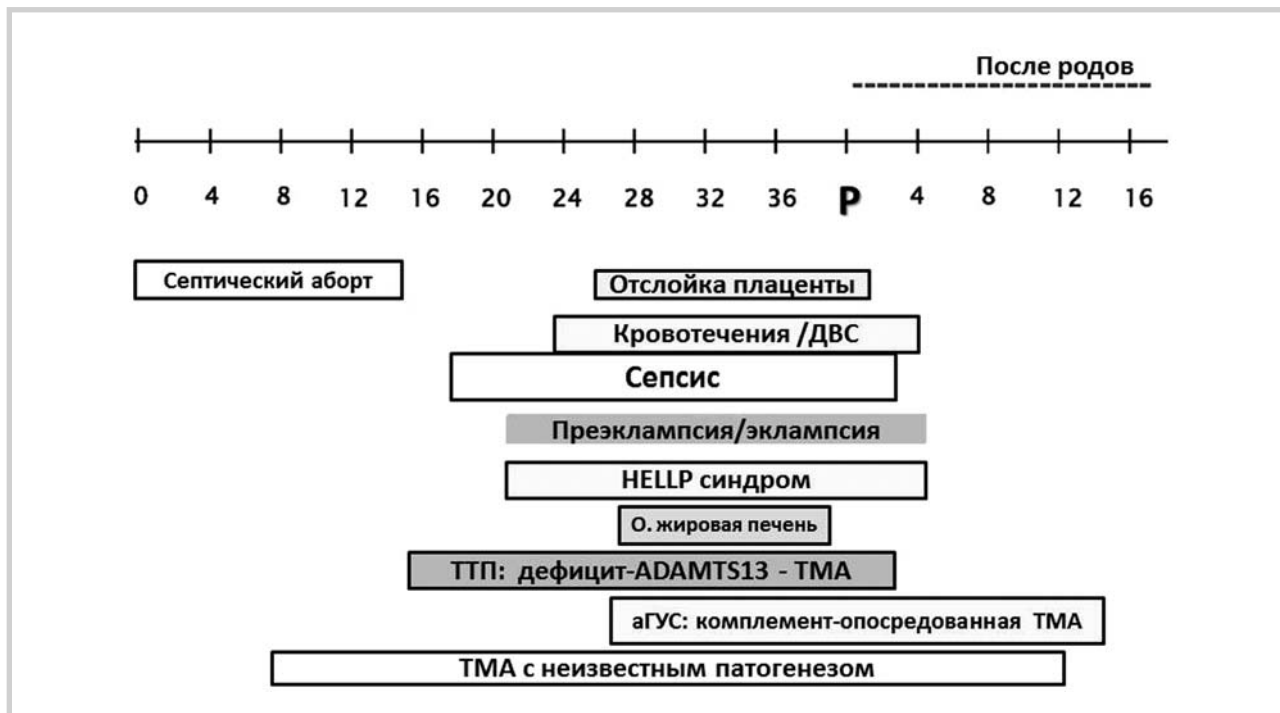 После родов
0 4 8 12 16 20 24 28 32 36 Р 4 8 12 16
Септический аборт
Отслойка плаценты
Кровотечения /ДВС
Сепсис
Преэклампсия/эклампсия
HELLP синдром
О. жировая печень
ТТП: дефицит-ADAMTS13 - ТМА
аГУС: комплемент-опосредованная ТМА
ТМА с неизвестным патогенезом